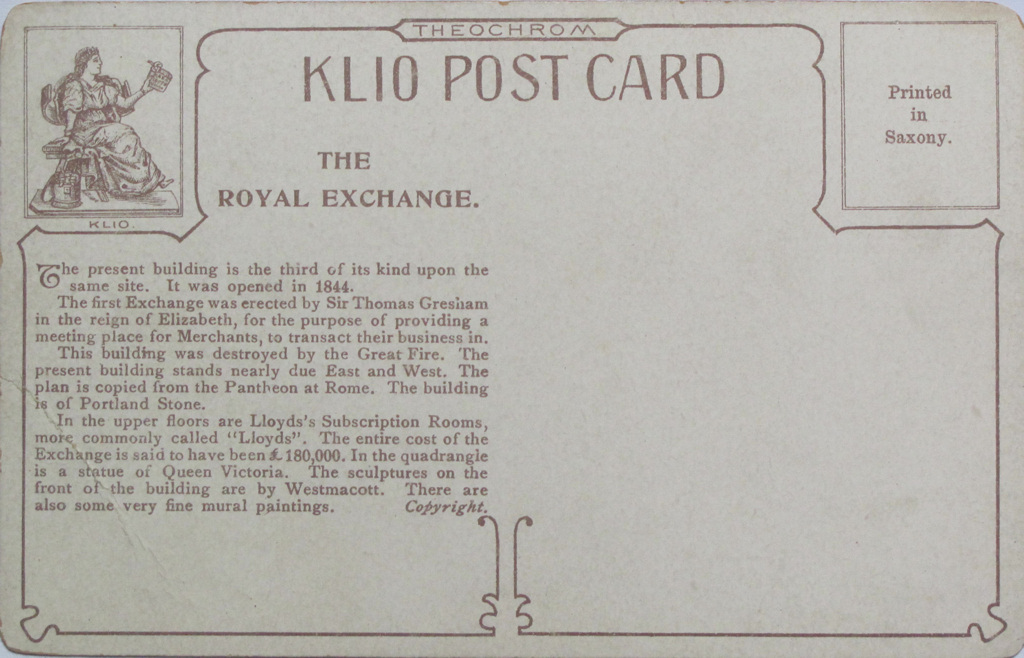 THEOCHROM
KLIO POST CARD
KLIO.
Printed
in
Saxony.
THE
ROYAL EXCHANGE.
The present building is the third of its kind upon the
same site. It was opened in 1844.
The first Exchange was erected by Sir Thomas Gresham
in the reign of Elizabeth, for the purpose of providing a
meeting place for Merchants, to transact their business in.
This building was destroyed by the Great Fire. The
present building stands nearly due East and West. The
plan is copied from the Pantheon at Rome. The building
is of Portland Stone.
In the upper floors are Lloyds's Subscription Rooms,
more commonly called "Lloyds". The entire cost of the
Exchange is said to have been £ 180,000. In the quadrangle
is a statue of Queen Victoria. The sculptures on the
front of the building are by Westmacott. There are
also some very fine mural paintings. Copyright.